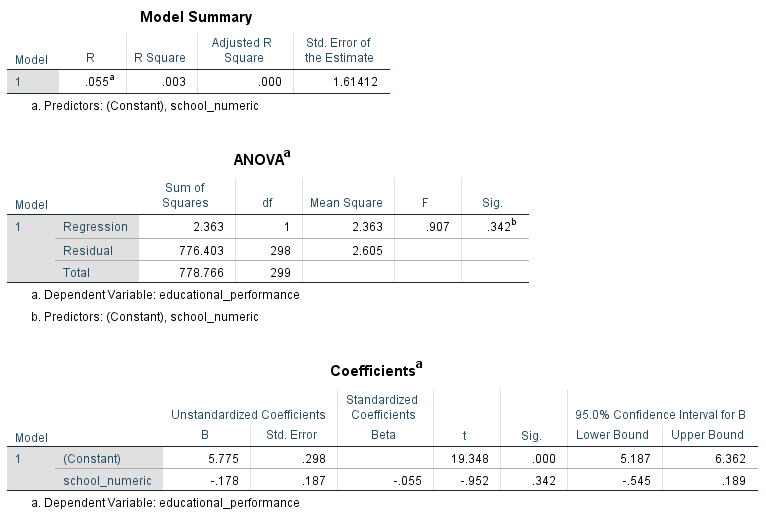 Model Summary
Model R R Square Adjusted R Square Std. Error of the Estimate
1 .055a .003 .000 1.61412
a. Predictors: (Constant), school_numeric
ANOVAa
Model Sum of Squares df Mean Square F Sig.
1 Regression 2.363 1 2.363 .907 .342b
Residual 776.403 298 2.605
Total 778.766 299
a. Dependent Variable: educational_performance
b. Predictors: (Constant), school_numeric
Coefficientsa
Unstandardized Coefficients Standardized Coefficients 95.0% Confidence Interval for B
Model B Std. Error Beta t Sig. Lower Bound Upper Bound
1 (Constant) 5.775 .298 19.348 .000 5.187 6.362
school_numeric -.178 .187 -.055 -.952 .342 -.545 .189
a. Dependent Variable: educational_performance